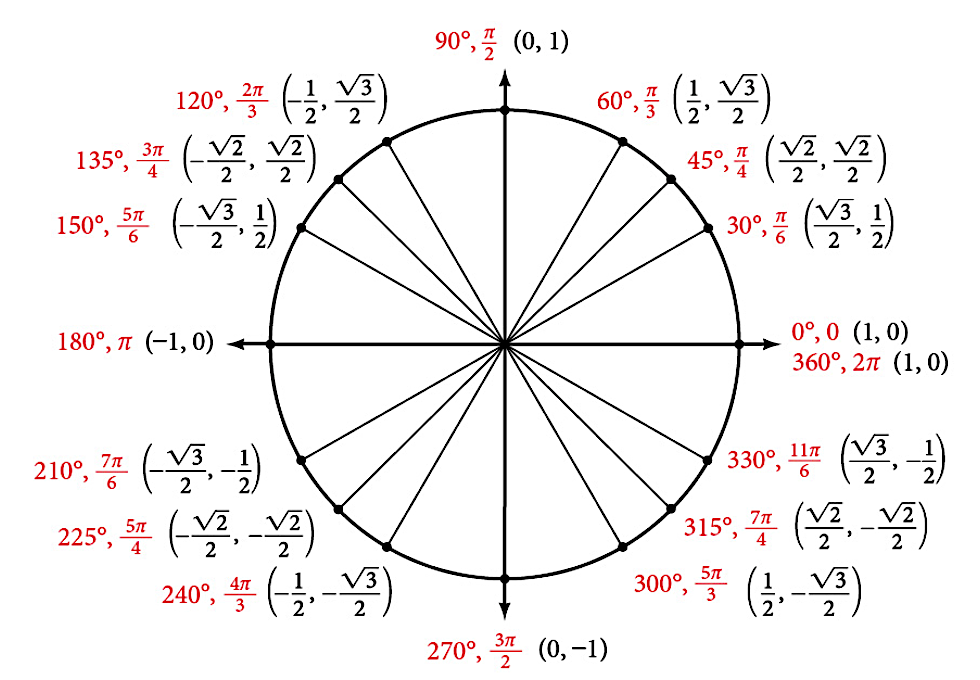 90°, π/2 (0, 1)
120°, 2π/3 (-1/2, √3/2)
60°, π/3 (1/2, √3/2)
135°, 3π/4 (-√2/2, √2/2)
45°, π/4 (√2/2, √2/2)
150°, 5π/6 (-√3/2, 1/2)
30°, π/6 (√3/2, 1/2)
180°, π (−1, 0)
0°, 0 (1, 0)
360°, 2π (1, 0)
210°, 7π/6 (-√3/2, -1/2)
330°, 11π/6 (√3/2, -1/2)
225°, 5π/4 (-√2/2, -√2/2)
315°, 7π/4 (√2/2, -√2/2)
240°, 4π/3 (-1/2, -√3/2)
300°, 5π/3 (1/2, -√3/2)
270°, 3π/2 (0, −1)